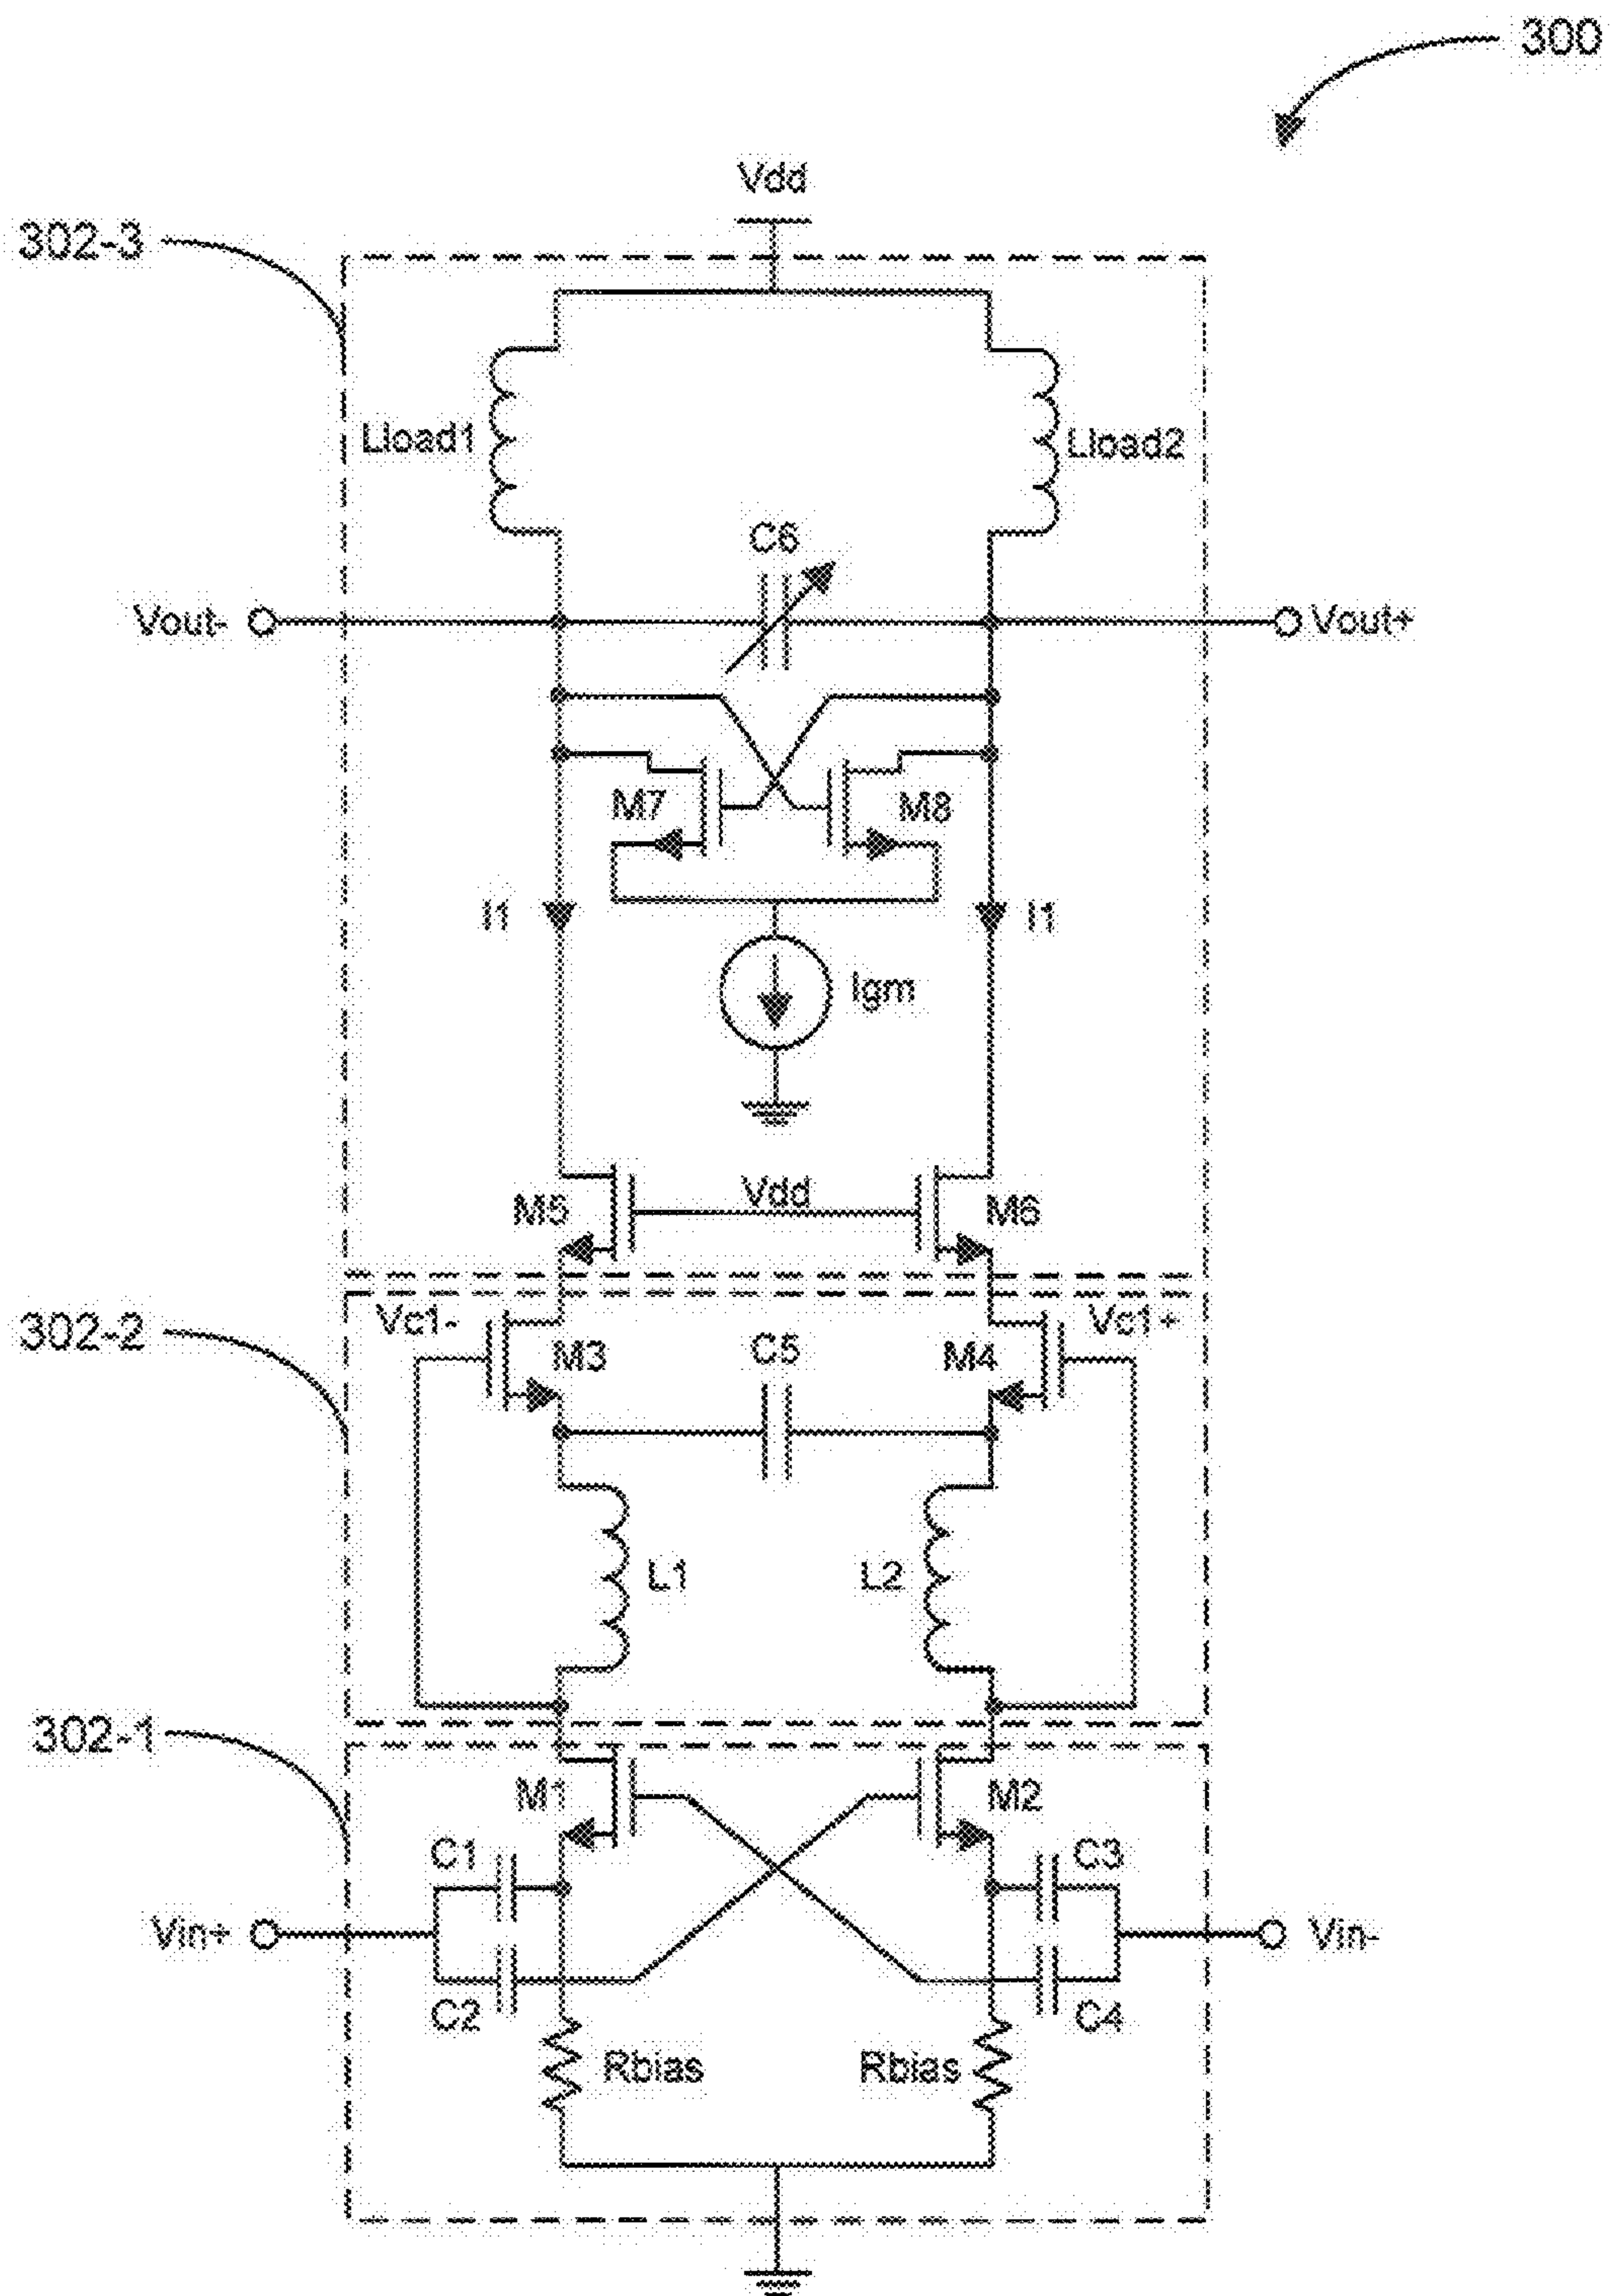 300
Vdd
302-3
Lload1
Lload2
C6
Vout-
Vout+
M7
M8
I1
I1
Igm
M5
Vdd
M6
302-2
Vc1-
Vc1+
M3
C5
M4
L1
L2
302-1
M1
M2
C1
C3
Vin+
Vin-
C2
C4
Rbias
Rbias